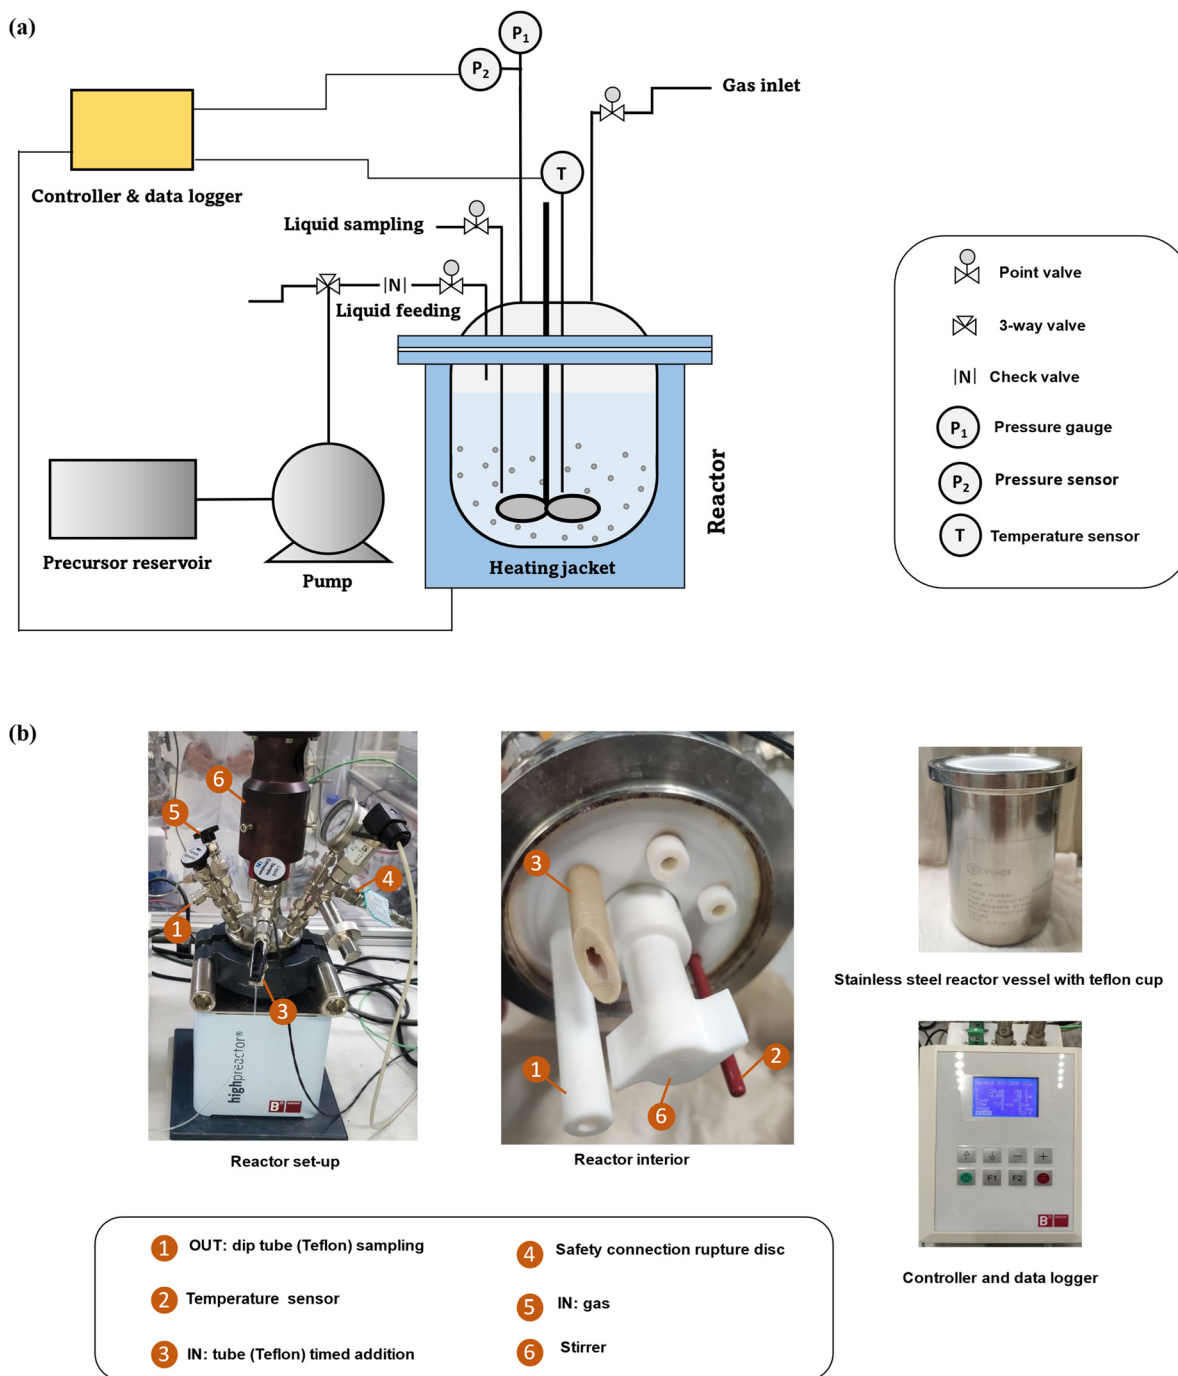 (a)
P1
P2
Gas inlet
T
Controller & data logger
Liquid sampling
N
Liquid feeding
Point valve
3-way valve
N Check valve
P1 Pressure gauge
P2 Pressure sensor
T Temperature sensor
Reactor
Precursor reservoir
Pump
Heating jacket
(b)
6
5
4
1
3
highpreactor®
B
3
1
2
6
Stainless steel reactor vessel with teflon cup
F1 F2
B
Reactor set-up
Reactor interior
Controller and data logger
1 OUT: dip tube (Teflon) sampling
2 Temperature sensor
3 IN: tube (Teflon) timed addition
4 Safety connection rupture disc
5 IN: gas
6 Stirrer